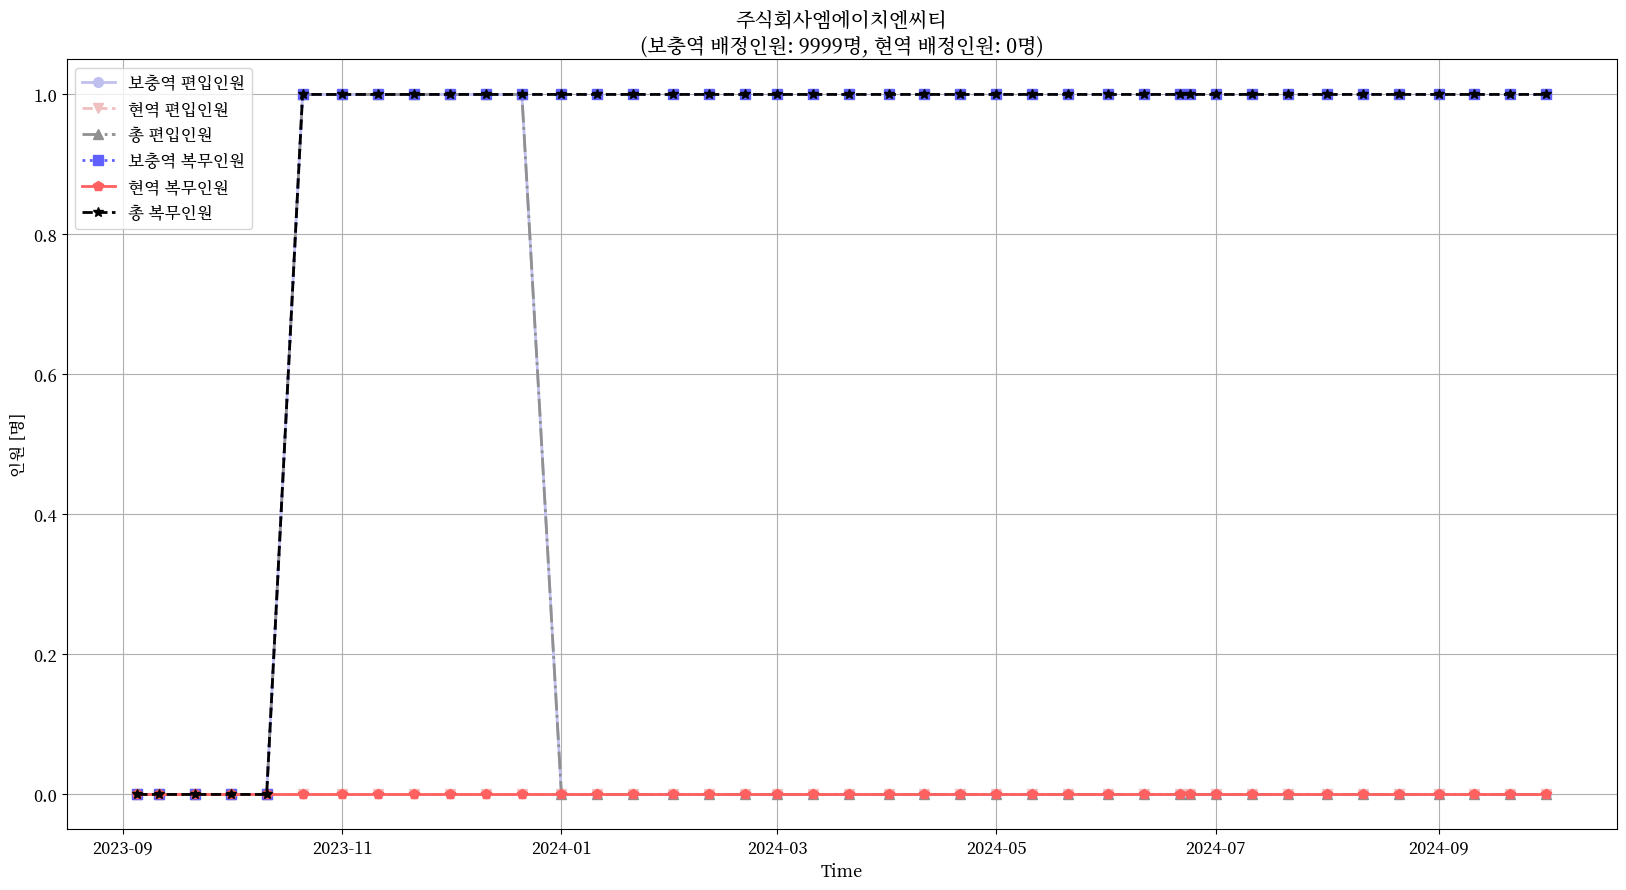 주식회사엠에이치엔씨티
(보충역 배정인원: 9999명, 현역 배정인원: 0명)
보충역 편입인원
현역 편입인원
총 편입인원
보충역 복무인원
현역 복무인원
총 복무인원
1.0
0.8
0.6
0.4
0.2
0.0
인원 [명]
2023-09
2023-11
2024-01
2024-03
2024-05
2024-07
2024-09
Time